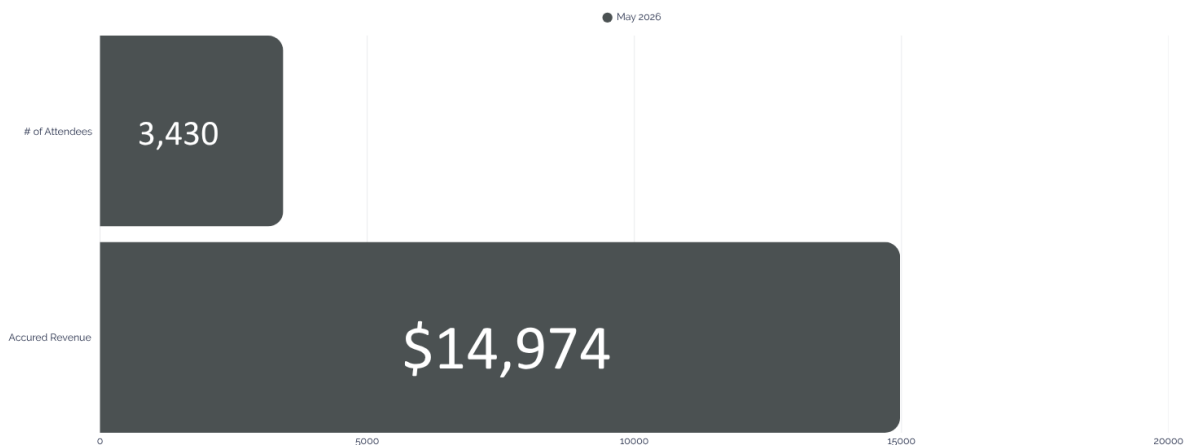 May 2026
# of Attendees
3,430
Accured Revenue
$14,974
0
5000
10000
15000
20000